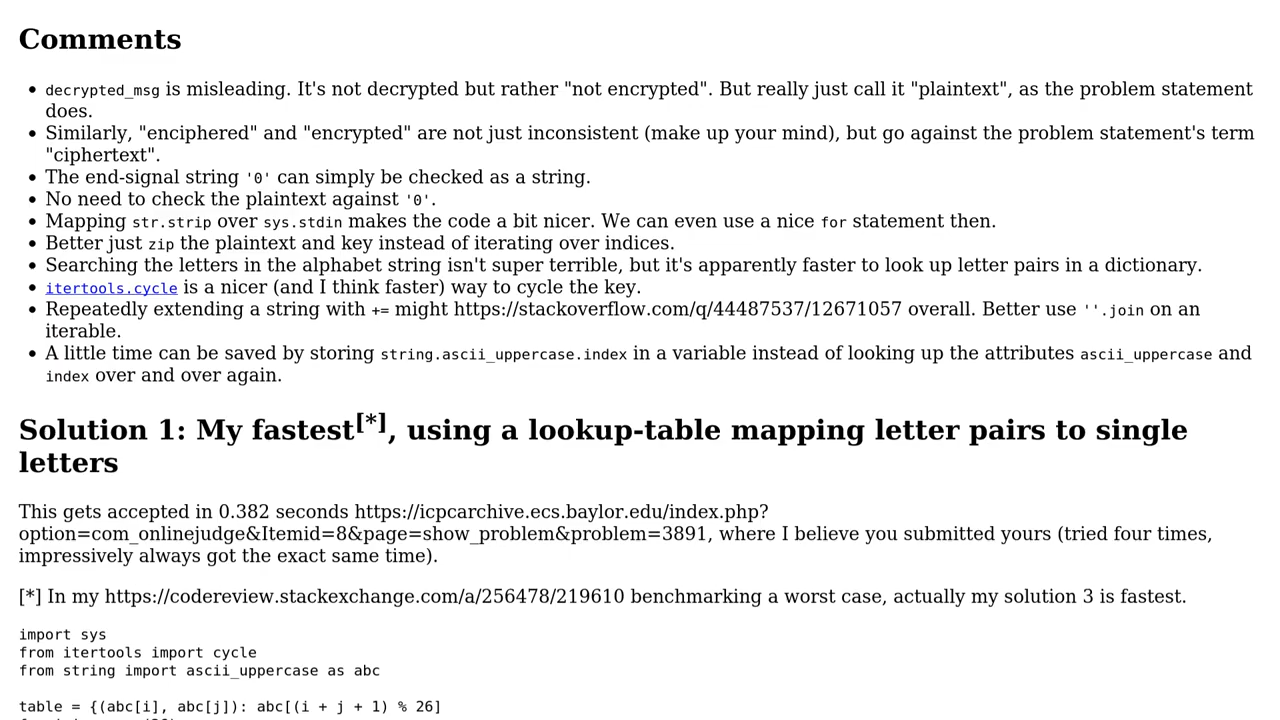 Comments
decrypted_msg is misleading. It's not decrypted but rather "not encrypted". But really just call it "plaintext", as the problem statement
does.
Similarly, "enciphered" and "encrypted" are not just inconsistent (make up your mind), but go against the problem statement's term
"ciphertext".
The end-signal string '0' can simply be checked as a string.
No need to check the plaintext against '0'.
Mapping str.strip over sys.stdin makes the code a bit nicer. We can even use a nice for statement then.
Better just zip the plaintext and key instead of iterating over indices.
Searching the letters in the alphabet string isn't super terrible, but it's apparently faster to look up letter pairs in a dictionary.
itertools.cycle is a nicer (and I think faster) way to cycle the key.
Repeatedly extending a string with += might https://stackoverflow.com/q/44487537/12671057 overall. Better use ''.join on an
iterable.
A little time can be saved by storing string.ascii_uppercase.index in a variable instead of looking up the attributes ascii_uppercase and
index over and over again.
Solution 1: My fastest[*], using a lookup-table mapping letter pairs to single
letters
This gets accepted in 0.382 seconds https://icpcarchive.ecs.baylor.edu/index.php?
option=com_onlinejudge&Itemid=8&page=show_problem&problem=3891, where I believe you submitted yours (tried four times,
impressively always got the exact same time).
[*] In my https://codereview.stackexchange.com/a/256478/219610 benchmarking a worst case, actually my solution 3 is fastest.
import sys
from itertools import cycle
from string import ascii_uppercase as abc
table = {(abc[i], abc[j]): abc[(i + j + 1) % 26]